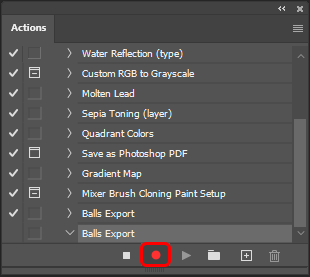 Actions
Water Reflection (type)
Custom RGB to Grayscale
Molten Lead
Sepia Toning (layer)
Quadrant Colors
Save as Photoshop PDF
Gradient Map
Mixer Brush Cloning Paint Setup
Balls Export
Balls Export